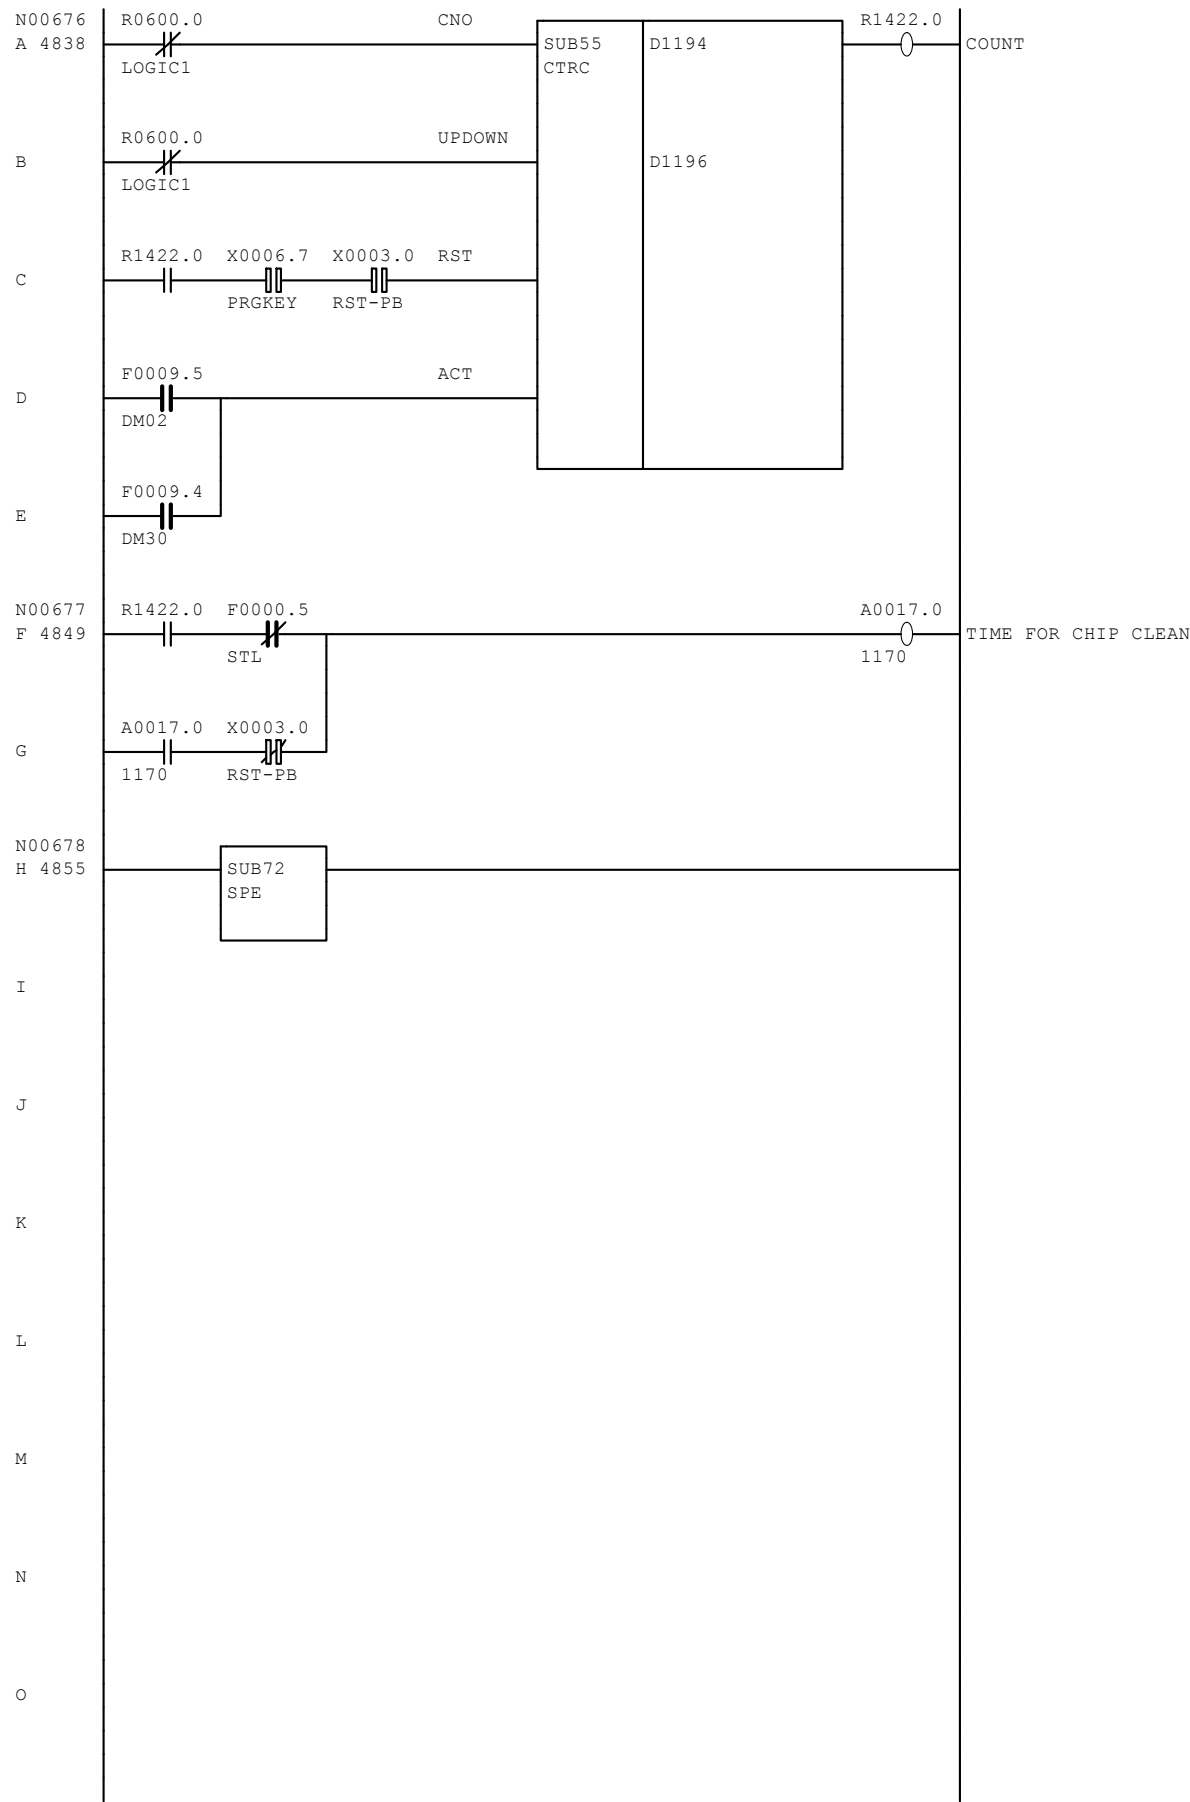 N00676 R0600.0 CNO R1422.0
A 4838 SUB55 D1194 COUNT
LOGIC1 CTRC
R0600.0 UPDOWN
B D1196
LOGIC1
R1422.0 X0006.7 X0003.0 RST
C
PRGKEY RST-PB
F0009.5 ACT
D
DM02
F0009.4
E
DM30
N00677 R1422.0 F0000.5 A0017.0
F 4849 TIME FOR CHIP CLEAN
STL 1170
A0017.0 X0003.0
G
1170 RST-PB
N00678
H 4855 SUB72
SPE
I
J
K
L
M
N
O